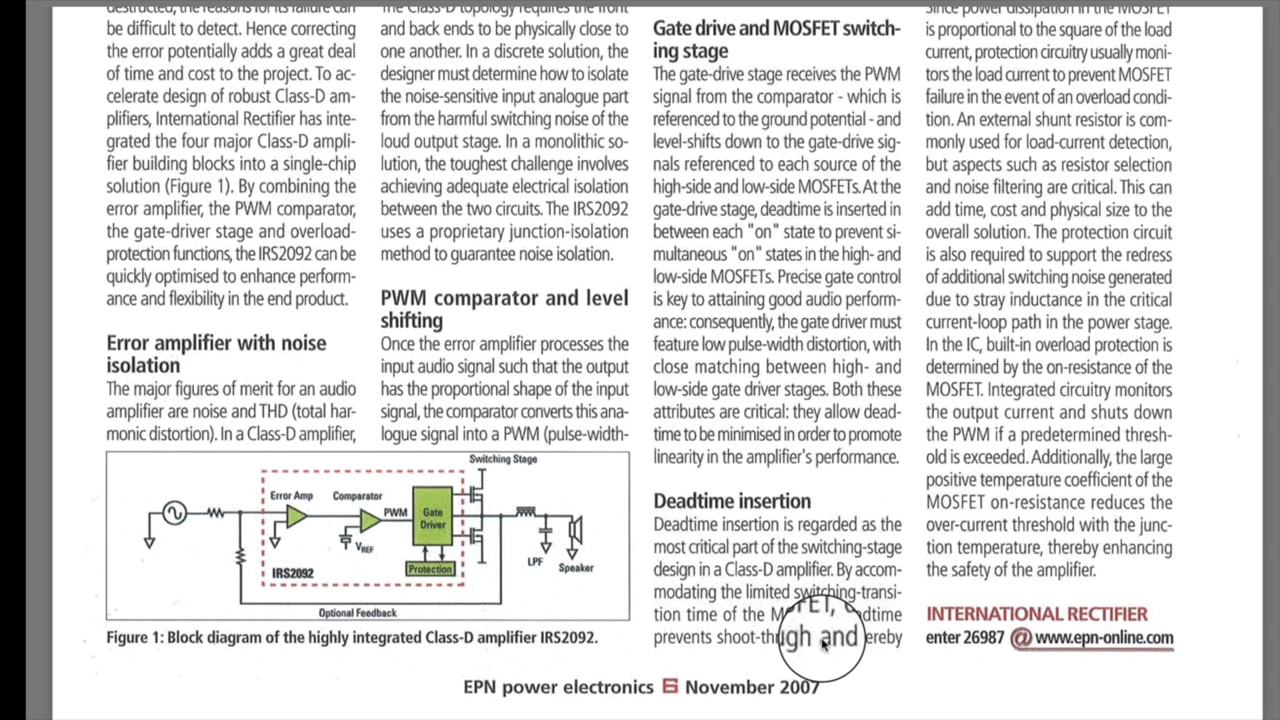 destructed, the reasons for its failure can
be difficult to detect. Hence correcting
the error potentially adds a great deal
of time and cost to the project. To ac-
celerate design of robust Class-D am-
plifiers, International Rectifier has inte-
grated the four major Class-D ampli-
fier building blocks into a single-chip
solution (Figure 1). By combining the
error amplifier, the PWM comparator,
the gate-driver stage and overload-
protection functions, the IRS2092 can be
quickly optimised to enhance perform-
ance and flexibility in the end product.
Error amplifier with noise
isolation
The major figures of merit for an audio
amplifier are noise and THD (total har-
monic distortion). In a Class-D amplifier,
The Class-D topology requires the front
and back ends to be physically close to
one another. In a discrete solution, the
designer must determine how to isolate
the noise-sensitive input analogue part
from the harmful switching noise of the
loud output stage. In a monolithic so-
lution, the toughest challenge involves
achieving adequate electrical isolation
between the two circuits. The IRS2092
uses a proprietary junction-isolation
method to guarantee noise isolation.
PWM comparator and level
shifting
Once the error amplifier processes the
input audio signal such that the output
has the proportional shape of the input
signal, the comparator converts this ana-
logue signal into a PWM (pulse-width-
Switching Stage
Error Amp
Comparator
PWM
Gate
Driver
VREF
Protection
IRS2092
LPF
Speaker
Optional Feedback
Figure 1: Block diagram of the highly integrated Class-D amplifier IRS2092.
Gate drive and MOSFET switch-
ing stage
The gate-drive stage receives the PWM
signal from the comparator - which is
referenced to the ground potential - and
level-shifts down to the gate-drive sig-
nals referenced to each source of the
high-side and low-side MOSFETs. At the
gate-drive stage, deadtime is inserted in
between each "on" state to prevent si-
multaneous "on" states in the high- and
low-side MOSFETs. Precise gate control
is key to attaining good audio perform-
ance: consequently, the gate driver must
feature low pulse-width distortion, with
close matching between high- and
low-side gate driver stages. Both these
attributes are critical: they allow dead-
time to be minimised in order to promote
linearity in the amplifier's performance.
Deadtime insertion
Deadtime insertion is regarded as the
most critical part of the switching-stage
design in a Class-D amplifier. By accom-
modating the limited switching-transi-
tion time of the
prevents and
since power dissipation in the MOSFET
is proportional to the square of the load
current, protection circuitry usually moni-
tors the load current to prevent MOSFET
failure in the event of an overload condi-
tion. An external shunt resistor is com-
monly used for load-current detection,
but aspects such as resistor selection
and noise filtering are critical. This can
add time, cost and physical size to the
overall solution. The protection circuit
is also required to support the redress
of additional switching noise generated
due to stray inductance in the critical
current-loop path in the power stage.
In the IC, built-in overload protection is
determined by the on-resistance of the
MOSFET. Integrated circuitry monitors
the output current and shuts down
the PWM if a predetermined thresh-
old is exceeded. Additionally, the large
positive temperature coefficient of the
MOSFET on-resistance reduces the
over-current threshold with the junc-
tion temperature, thereby enhancing
the safety of the amplifier.
INTERNATIONAL RECTIFIER
enter 26987 @ www.epn-online.com
EPN power electronics 6 November 2007